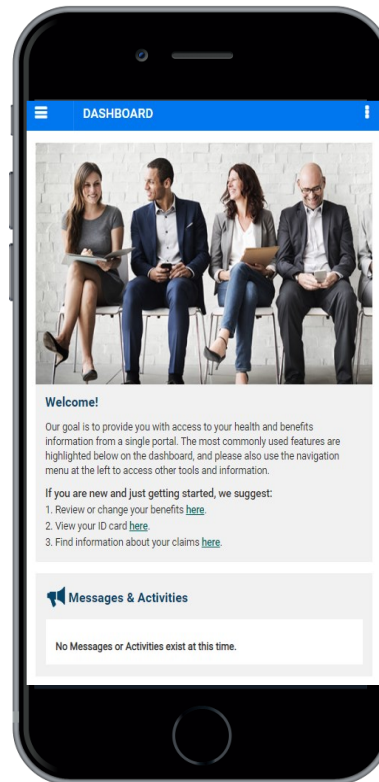 DASHBOARD
Welcome!
Our goal is to provide you with access to your health and benefits
information from a single portal. The most commonly used features are
highlighted below on the dashboard, and please also use the navigation
menu at the left to access other tools and information.
If you are new and just getting started, we suggest:
1. Review or change your benefits here.
2. View your ID card here.
3. Find information about your claims here.
Messages & Activities
No Messages or Activities exist at this time.